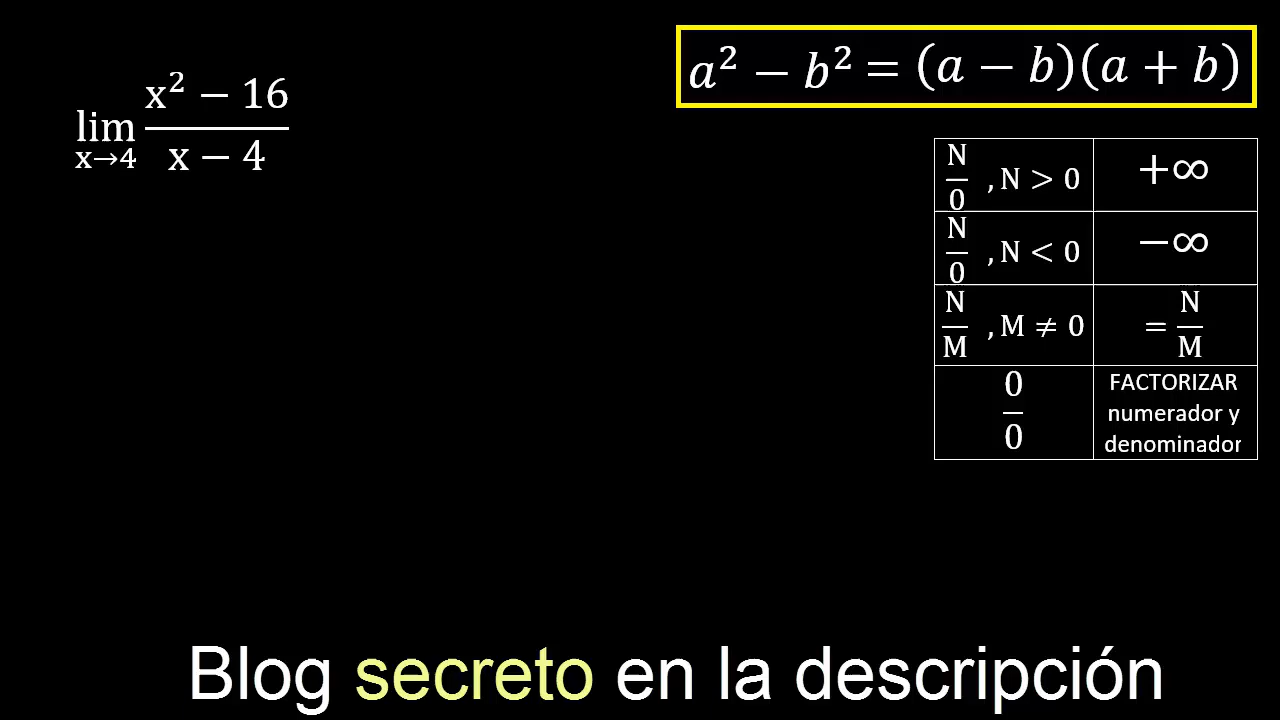 lim x→4 x² − 16 / x − 4
a² − b² = (a − b)(a + b)
N/0 , N > 0 +∞
N/0 , N < 0 −∞
N/M , M ≠ 0 = N/M
0/0 FACTORIZAR
numerador y
denominador
Blog secreto en la descripción